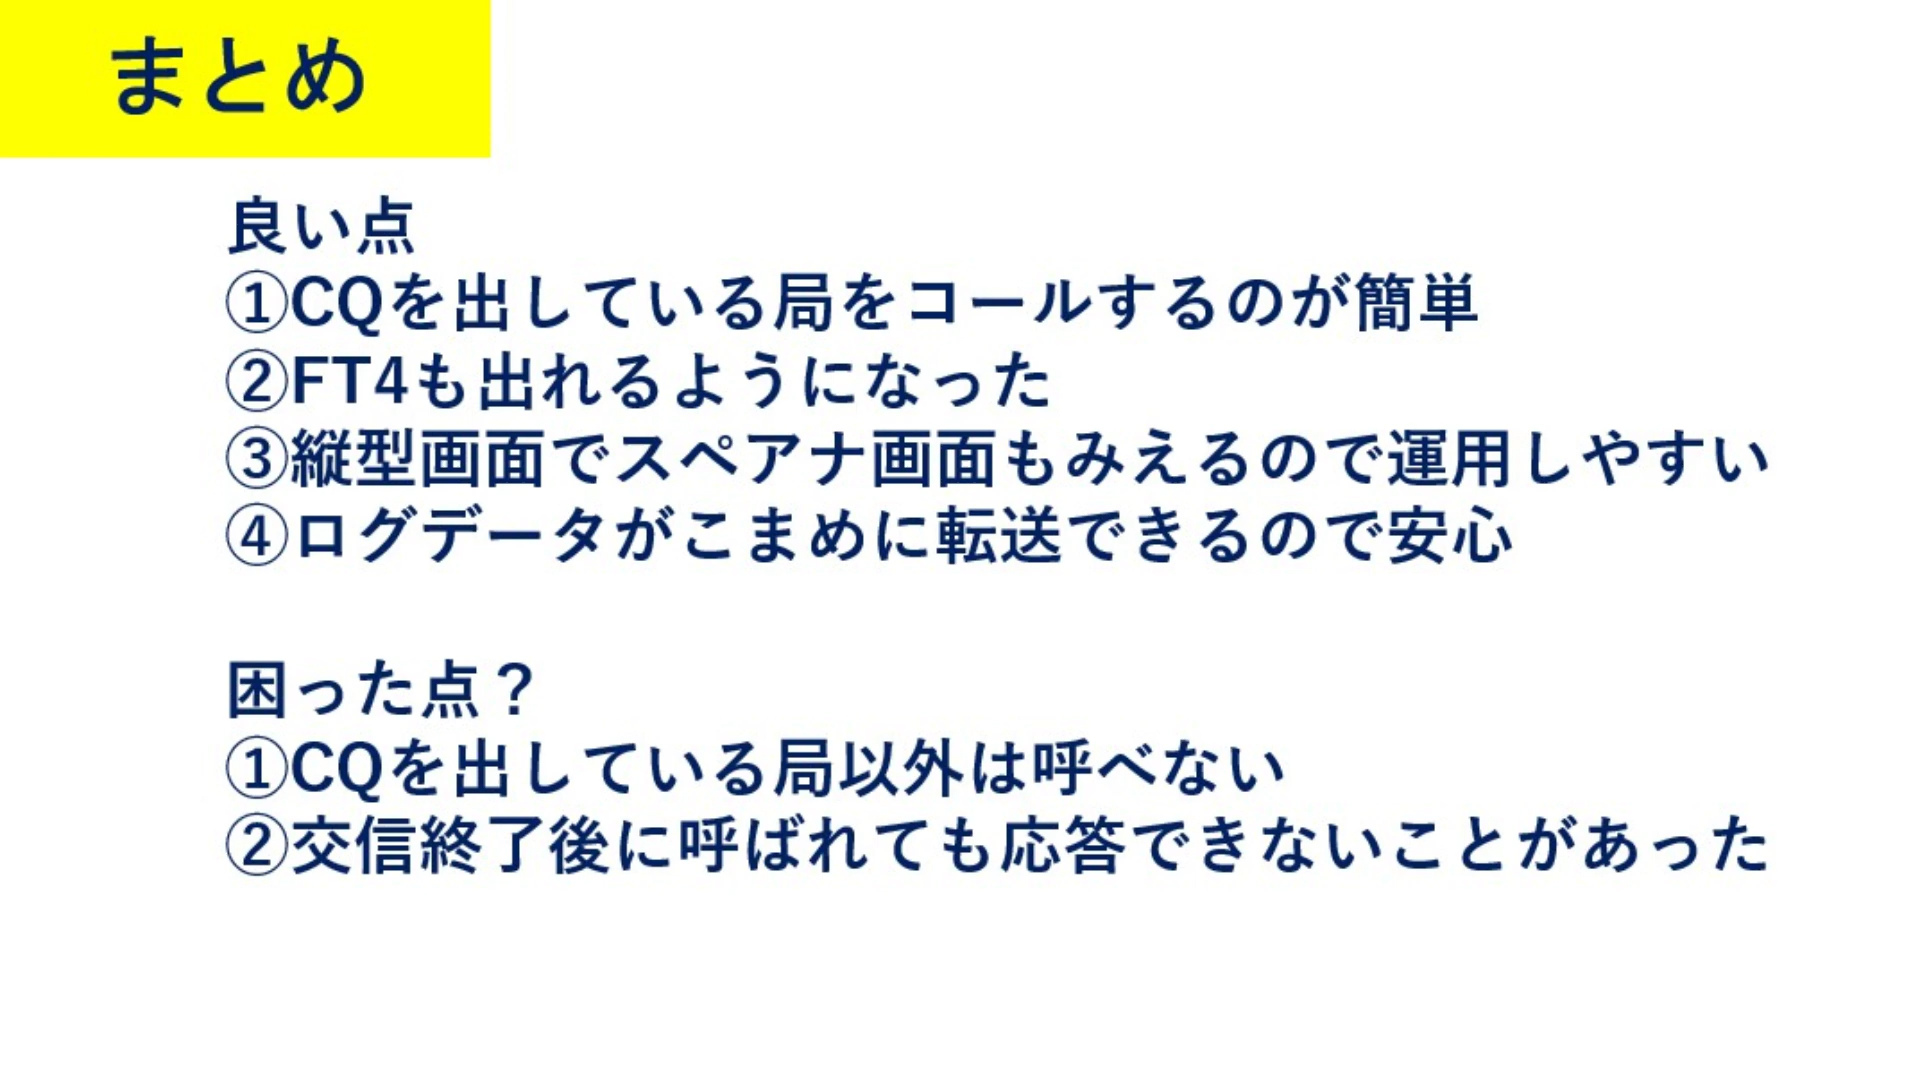 まとめ
良い点
①CQを出している局をコールするのが簡単
②FT4も出れるようになった
③縦型画面でスペアナ画面もみえるので運用しやすい
④ログデータがこまめに転送できるので安心
困った点？
①CQを出している局以外は呼べない
②交信終了後に呼ばれても応答できないことがあった